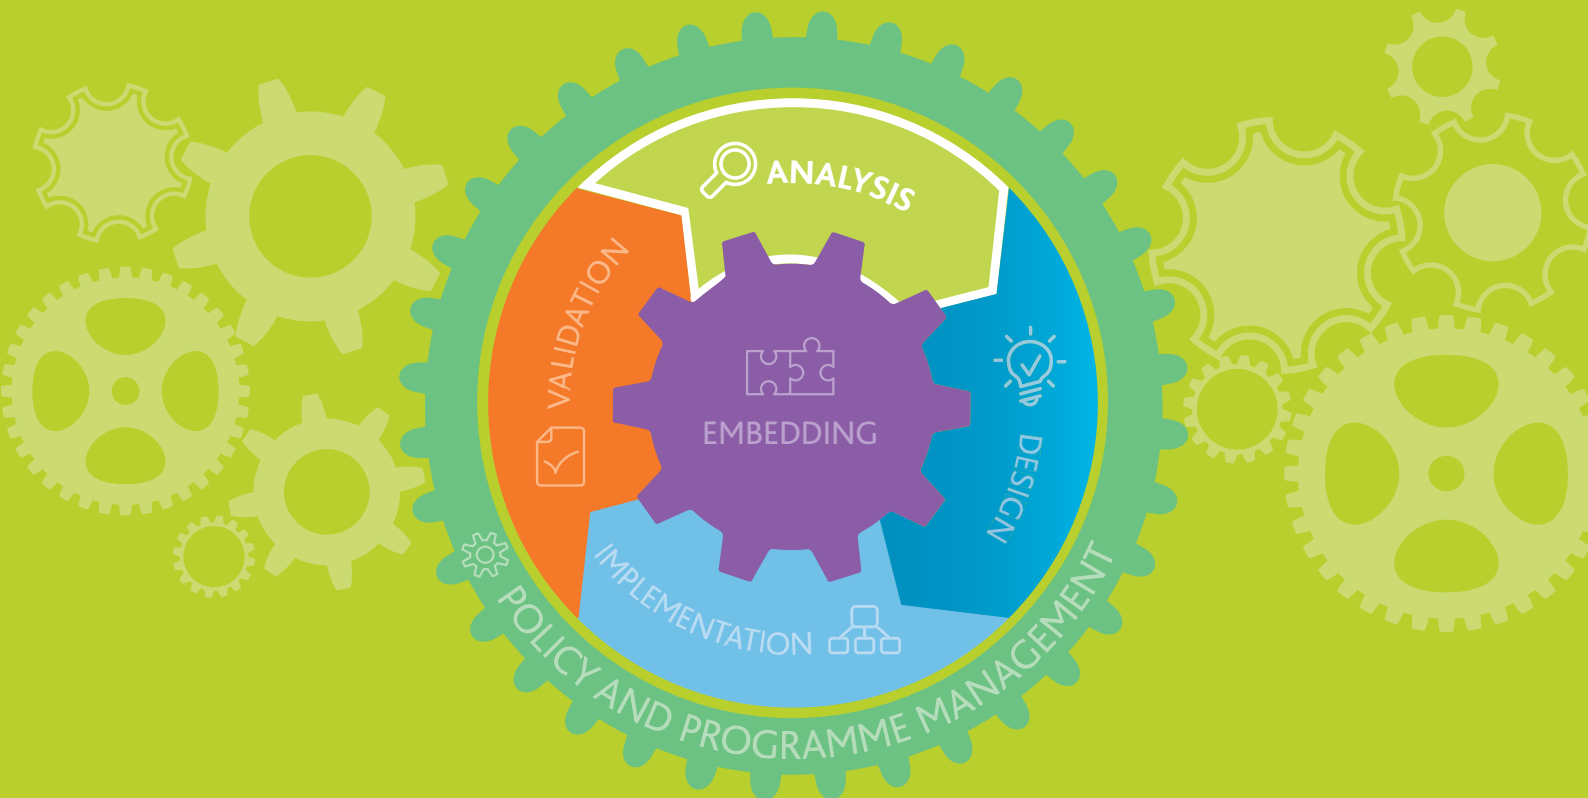 ANALYSIS
VALIDATION
EMBEDDING
DESIGN
IMPLEMENTATION
POLICY AND PROGRAMME MANAGEMENT